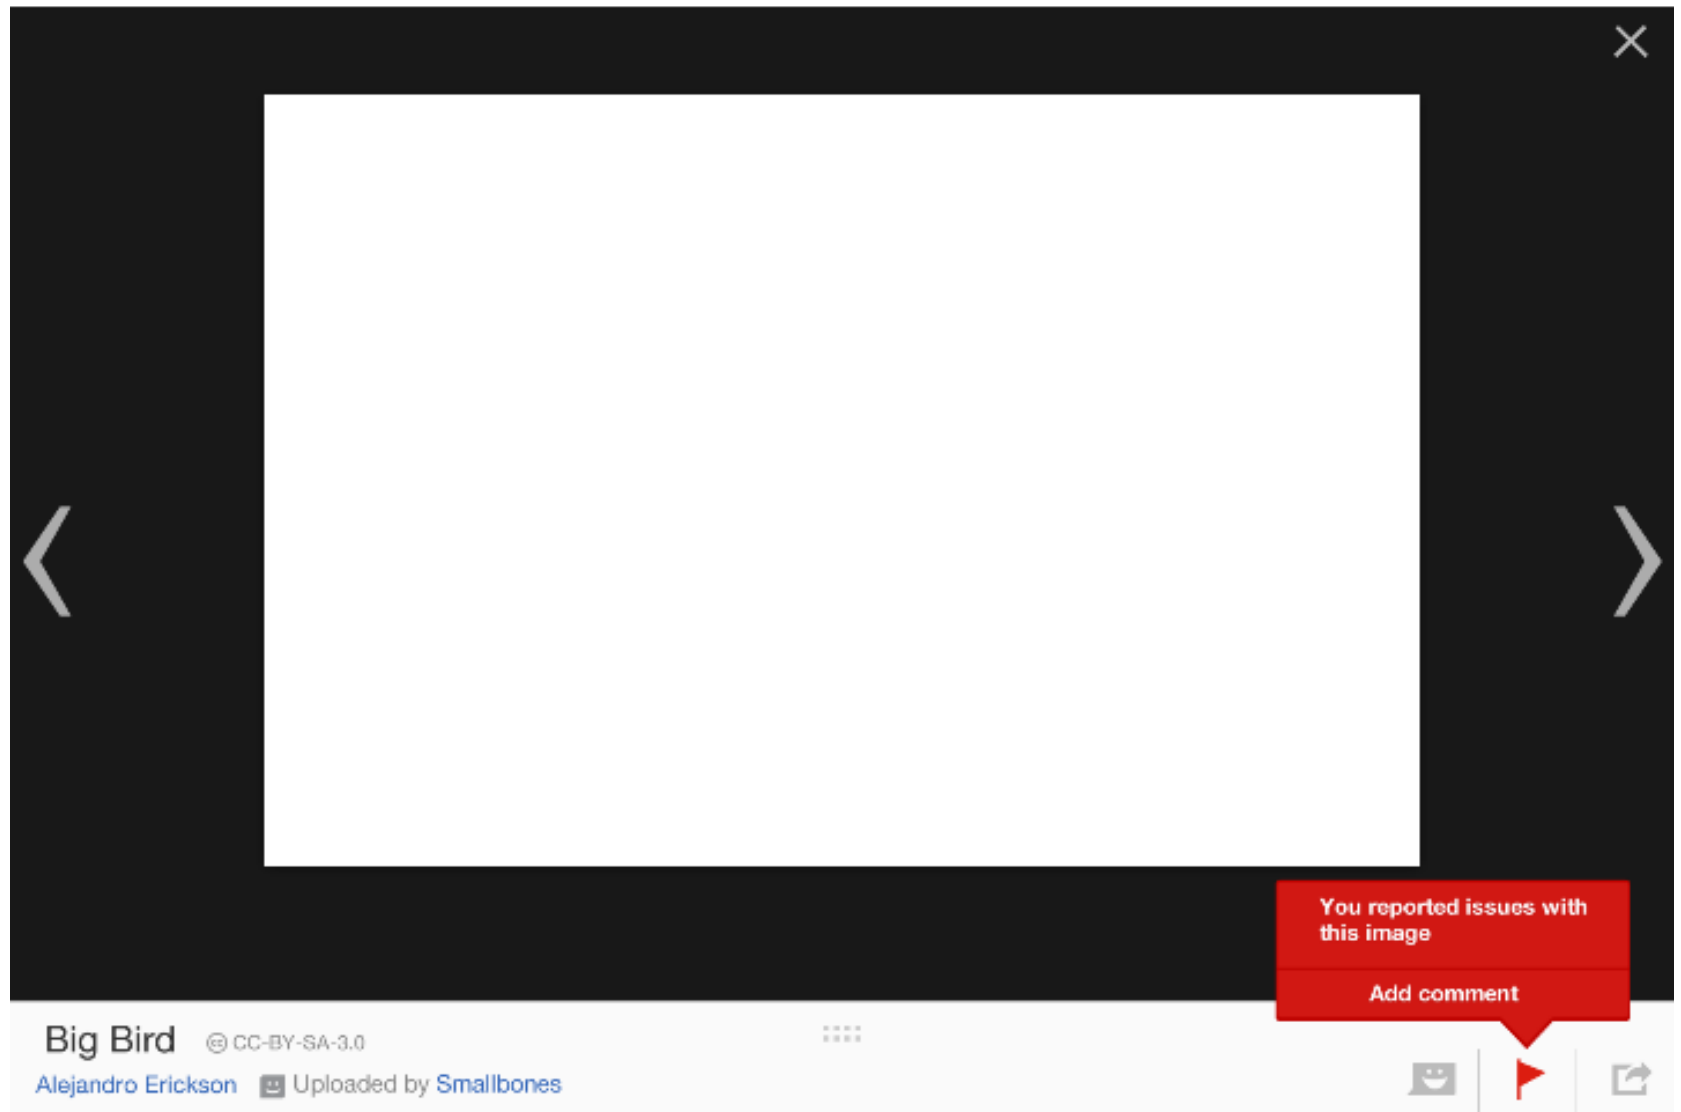 You reported issues with
this image
Add comment
Big Bird cc CC-BY-SA-3.0
Alejandro Erickson Uploaded by Smallbones